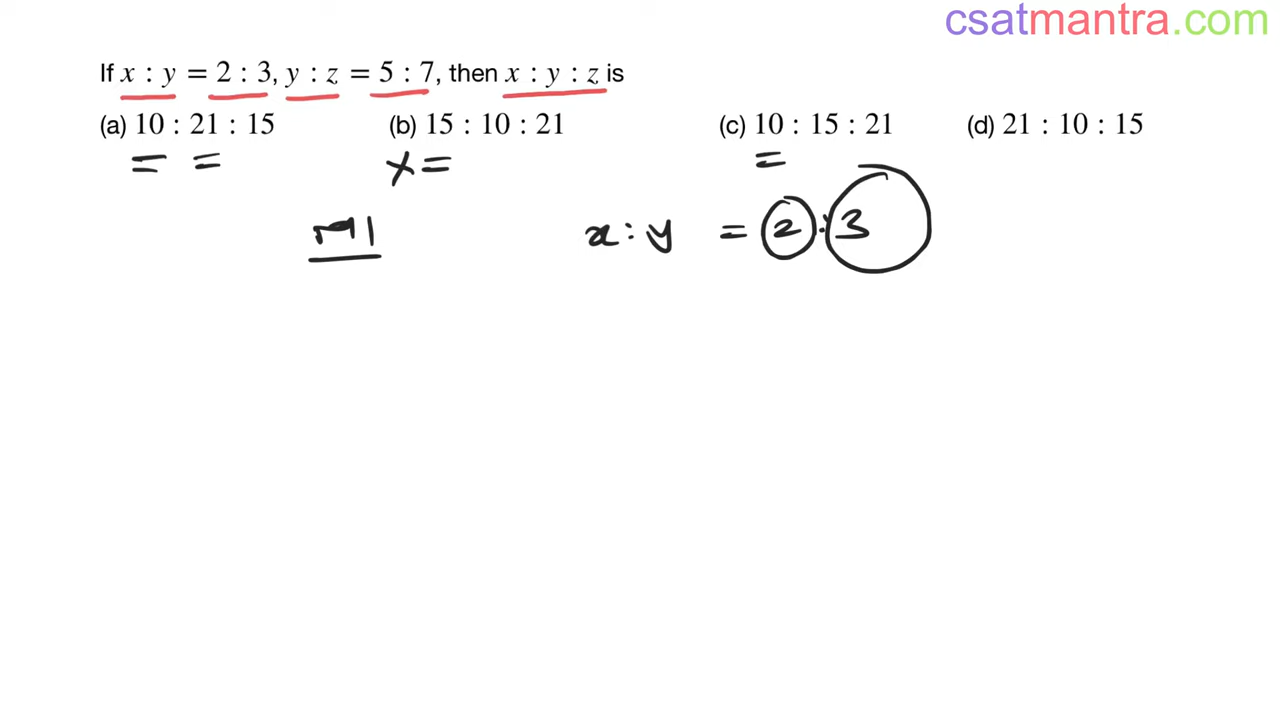 csatmantra.com
If x : y = 2 : 3, y : z = 5 : 7, then x : y : z is
(a) 10 : 21 : 15 (b) 15 : 10 : 21 (c) 10 : 15 : 21 (d) 21 : 10 : 15
= = x = =
M1 x : y = 2 : 3